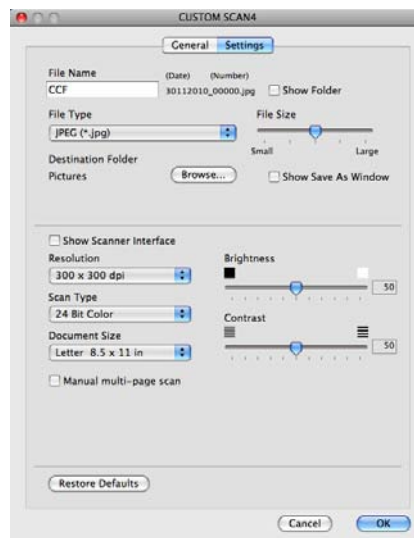 CUSTOM SCAN4
General Settings
File Name
(Date) (Number)
CCF
30112010_00000.jpg
Show Folder
File Type
File Size
JPEG (*.jpg)
Small Large
Destination Folder
Pictures
Browse...
Show Save As Window
Show Scanner Interface
Resolution
Brightness
300 x 300 dpi
50
Scan Type
24 Bit Color
Contrast
Document Size
50
Letter 8.5 x 11 in
Manual multi-page scan
Restore Defaults
Cancel OK